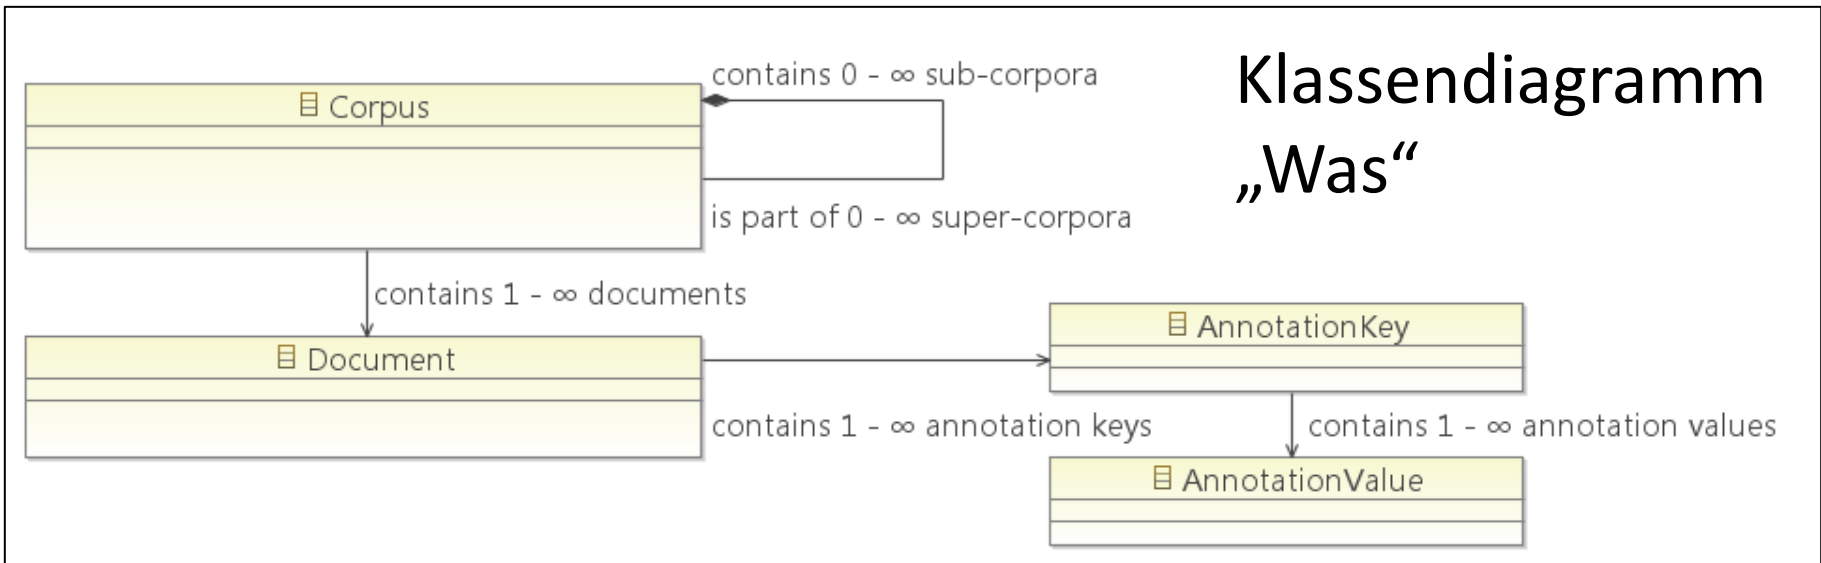 Klassendiagramm
„Was“
contains 0 - ∞ sub-corpora
Corpus
is part of 0 - ∞ super-corpora
contains 1 - ∞ documents
Document
contains 1 - ∞ annotation keys
AnnotationKey
contains 1 - ∞ annotation values
AnnotationValue